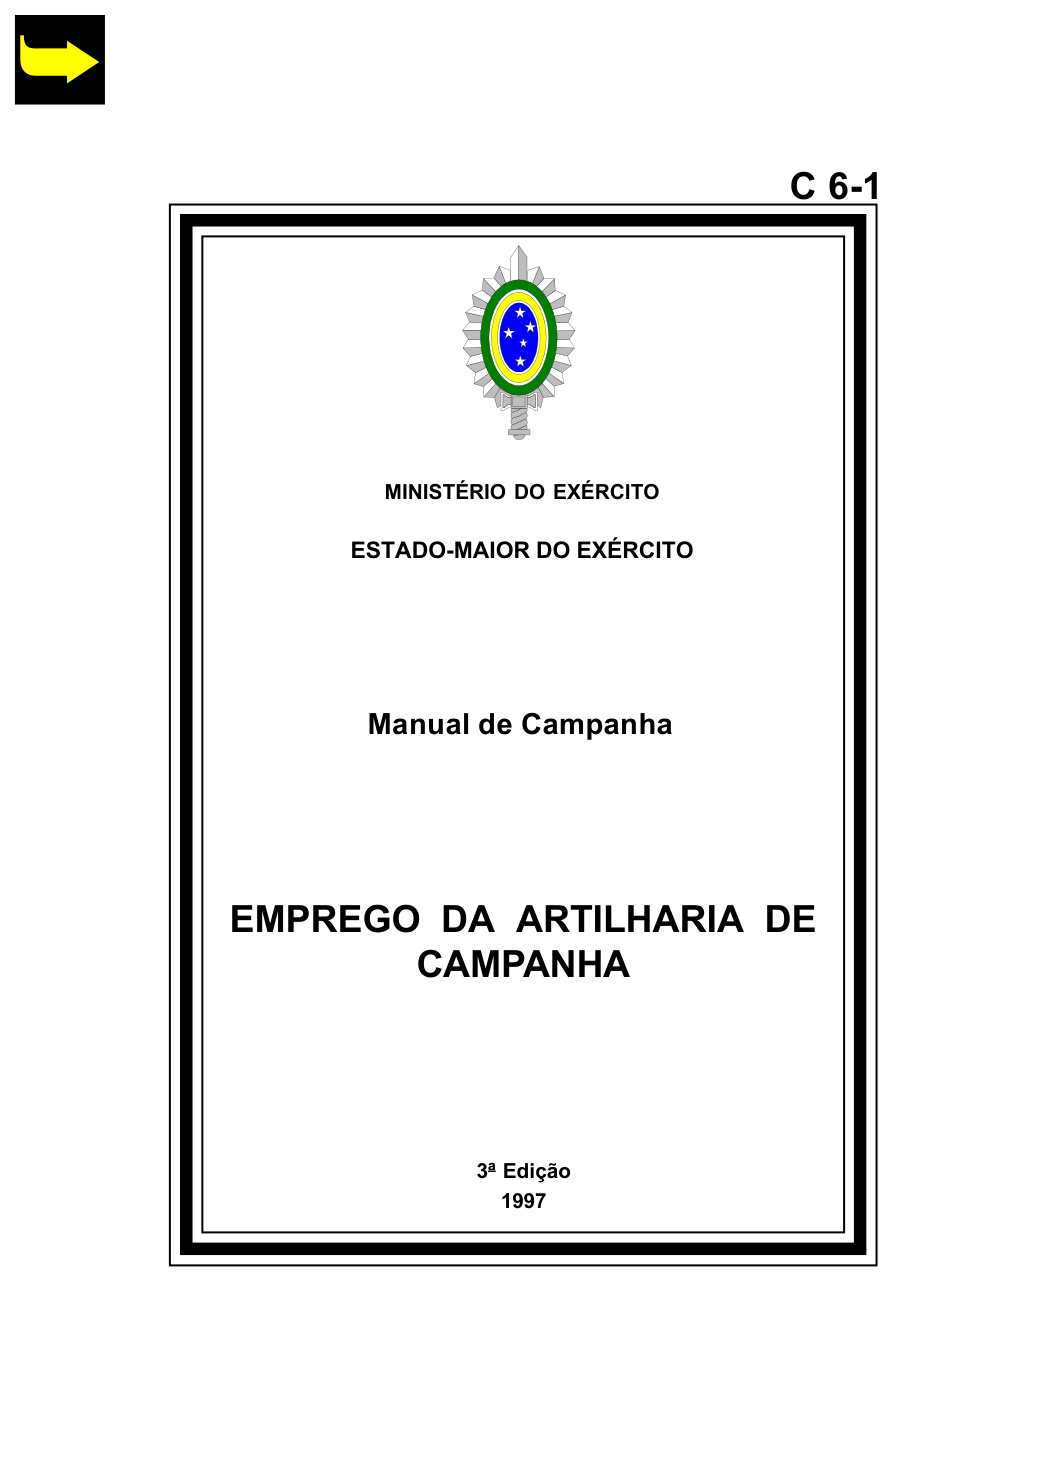 C 6-1
MINISTÉRIO DO EXÉRCITO
ESTADO-MAIOR DO EXÉRCITO
Manual de Campanha
EMPREGO DA ARTILHARIA DE
CAMPANHA
3ª Edição
1997